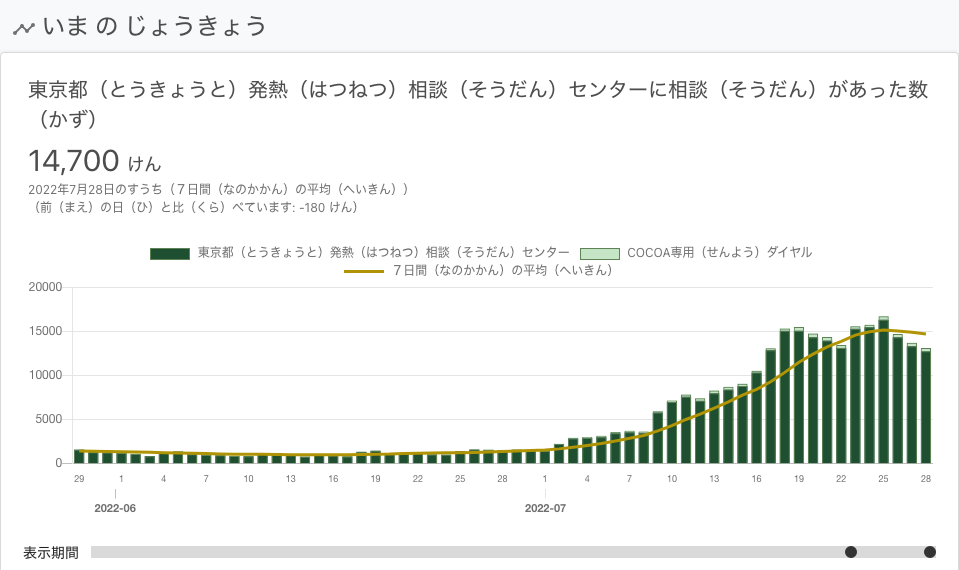 いま の じょうきょう
東京都（とうきょうと）発熱（はつねつ）相談（そうだん）センターに相談（そうだん）があった数
（かず）
14,700 けん
2022年7月28日のすうち（７日間（なのかかん）の平均（へいきん））
（前（まえ）の日（ひ）と比（くら）べています: -180 けん）
東京都（とうきょうと）発熱（はつねつ）相談（そうだん）センター COCOA専用（せんよう）ダイヤル
７日間（なのかかん）の平均（へいきん）
20000
15000
10000
5000
0
29 1 4 7 10 13 16 19 22 25 28 1 4 7 10 13 16 19 22 25 28
2022-06 2022-07
表示期間